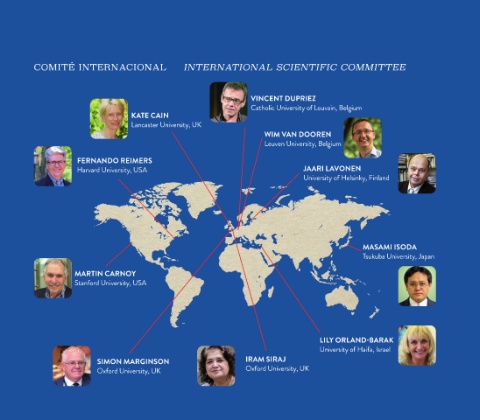 COMITÉ INTERNACIONAL INTERNATIONAL SCIENTIFIC COMMITTEE
VINCENT DUPRIEZ
Catholic University of Louvain, Belgium
KATE CAIN
Lancaster University, UK
WIM VAN DOOREN
Leuven University, Belgium
FERNANDO REIMERS
Harvard University, USA
JAARI LAVONEN
University of Helsinky, Finland
MASAMI ISODA
Tsukuba University, Japan
MARTIN CARNOY
Stanford University, USA
LILY ORLAND-BARAK
University of Haifa, Israel
SIMON MARGINSON
Oxford University, UK
IRAM SIRAJ
Oxford University, UK